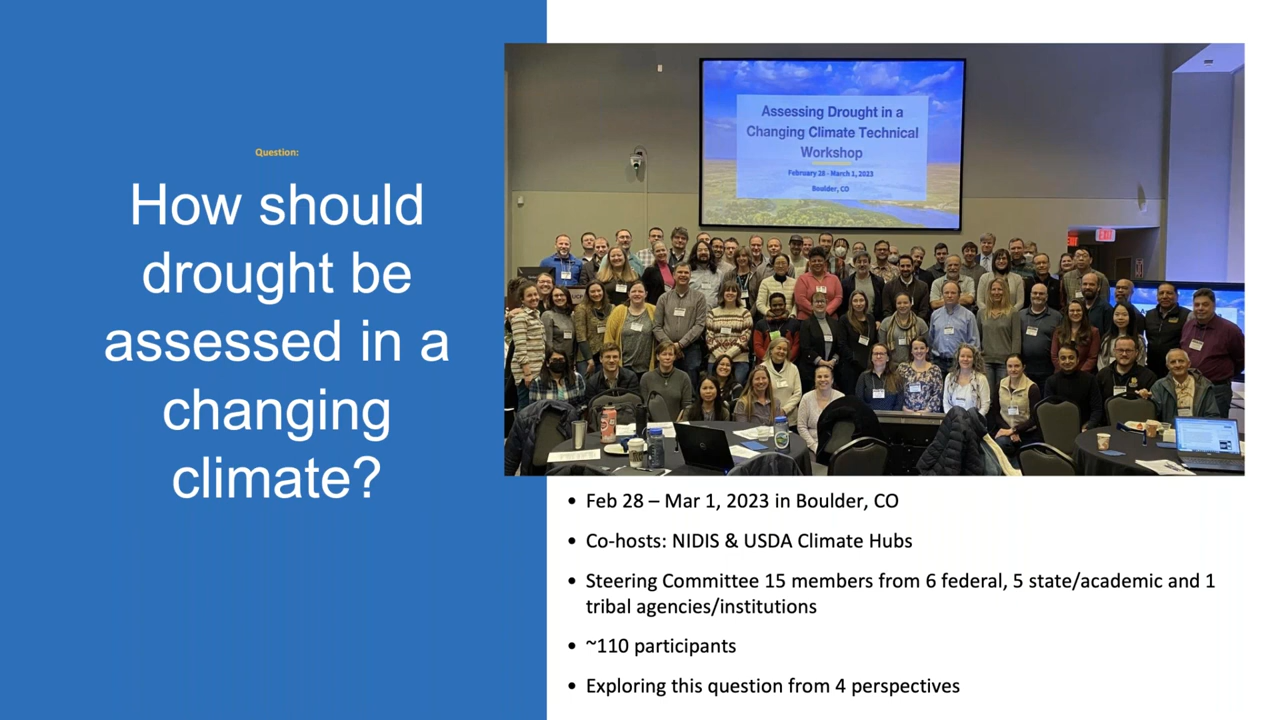 Question:
How should
drought be
assessed in a
changing
climate?
Assessing Drought in a
Changing Climate Technical
Workshop
February 28 - March 1, 2023
Boulder, CO
EXIT
EXIT
• Feb 28 – Mar 1, 2023 in Boulder, CO
• Co-hosts: NIDIS & USDA Climate Hubs
• Steering Committee 15 members from 6 federal, 5 state/academic and 1
tribal agencies/institutions
• ~110 participants
• Exploring this question from 4 perspectives